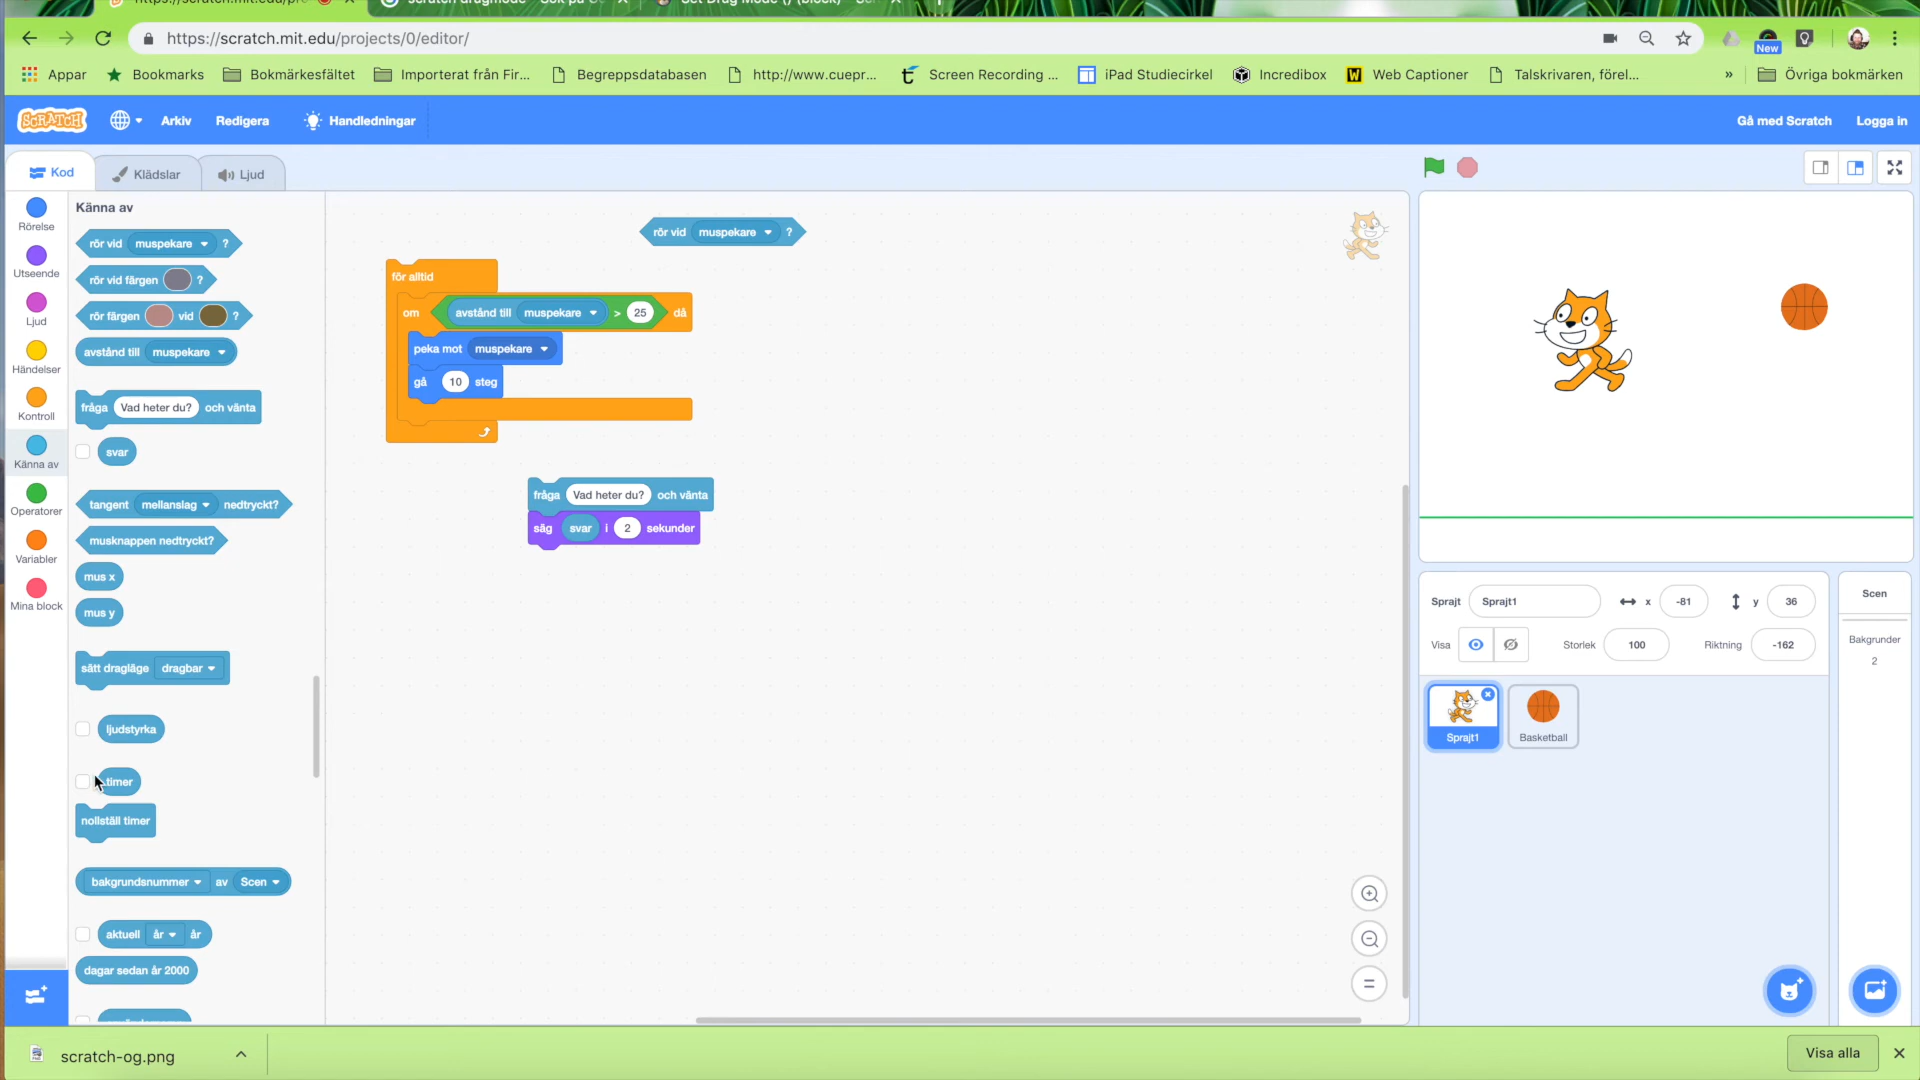 https://scratch.mit.edu/projects/0/editor/
New
Appar
Bookmarks
Bokmärkesfältet
Importerat från Fir...
Begreppsdatabasen
http://www.cuepr...
Screen Recording ...
iPad Studiecirkel
Incredibox
Web Captioner
Talskrivaren, förel...
»
Övriga bokmärken
SCRATCH
Arkiv
Redigera
Handledningar
Gå med Scratch
Logga in
Kod
Klädslar
Ljud
Rörelse
Utseende
Ljud
Händelser
Kontroll
Känna av
Operatorer
Variabler
Mina block
Känna av
rör vid muspekare ?
rör vid färgen ?
rör färgen vid ?
avstånd till muspekare
fråga Vad heter du? och vänta
svar
tangent mellanslag nedtryckt?
musknappen nedtryckt?
mus x
mus y
sätt dragläge dragbar
ljudstyrka
timer
nollställ timer
bakgrundsnummer av Scen
aktuell år år
dagar sedan år 2000
rör vid muspekare ?
för alltid
om avstånd till muspekare > 25 då
peka mot muspekare
gå 10 steg
fråga Vad heter du? och vänta
säg svar i 2 sekunder
Sprajt Sprajt1 x -81 y 36
Visa Storlek 100 Riktning -162
Sprajt1
Basketball
Scen
Bakgrunder
2
scratch-og.png
Visa alla